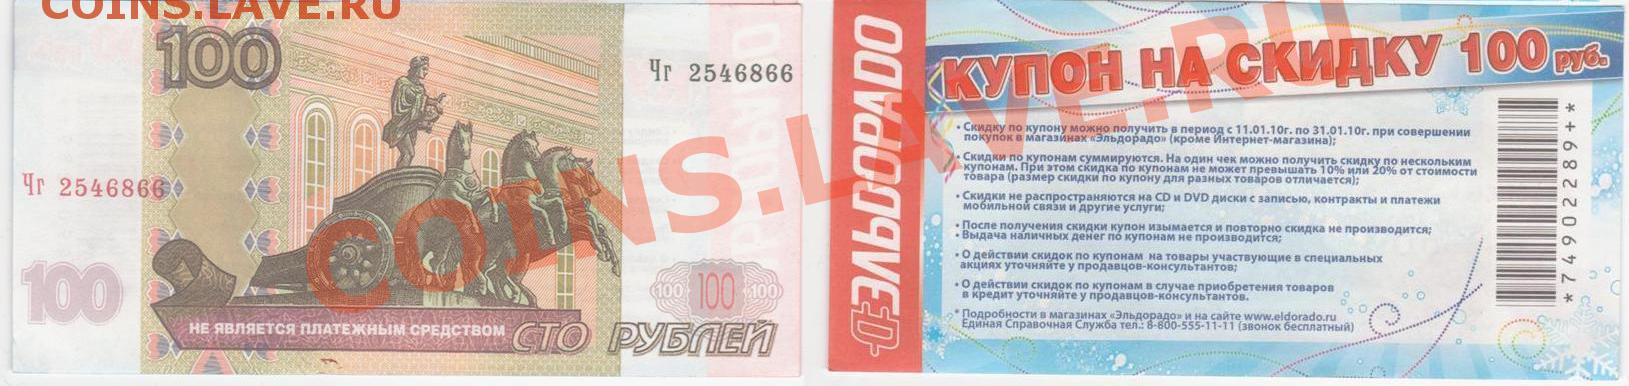 COINS.LAVE.RU
100
Чг 2546866
Чг 2546866
100
100 100 100
НЕ ЯВЛЯЕТСЯ ПЛАТЕЖНЫМ СРЕДСТВОМ
СТО РУБЛЕЙ
COINS.LAVE.RU
ЭЛЬДОРАДО
КУПОН НА СКИДКУ 100 руб.
• Скидку по купону можно получить в период с 11.01.10г. по 31.01.10г. при совершении
покупок в магазинах «Эльдорадо» (кроме Интернет-магазина);
• Скидки по купонам суммируются. На один чек можно получить скидку по нескольким
купонам. При этом скидка по купонам не может превышать 10% или 20% от стоимости
товара (размер скидки по купону для разных товаров отличается);
• Скидки не распространяются на CD и DVD диски с записью, контракты и платежи
мобильной связи и другие услуги;
• После получения скидки купон изымается и повторно скидка не производится;
• Выдача наличных денег по купонам не производится;
• О действии скидок по купонам на товары участвующие в специальных
акциях уточняйте у продавцов-консультантов;
• О действии скидок по купонам в случае приобретения товаров
в кредит уточняйте у продавцов-консультантов.
* Подробности в магазинах «Эльдорадо» и на сайте www.eldorado.ru
Единая Справочная Служба тел.: 8-800-555-11-11 (звонок бесплатный)
*74902289+*